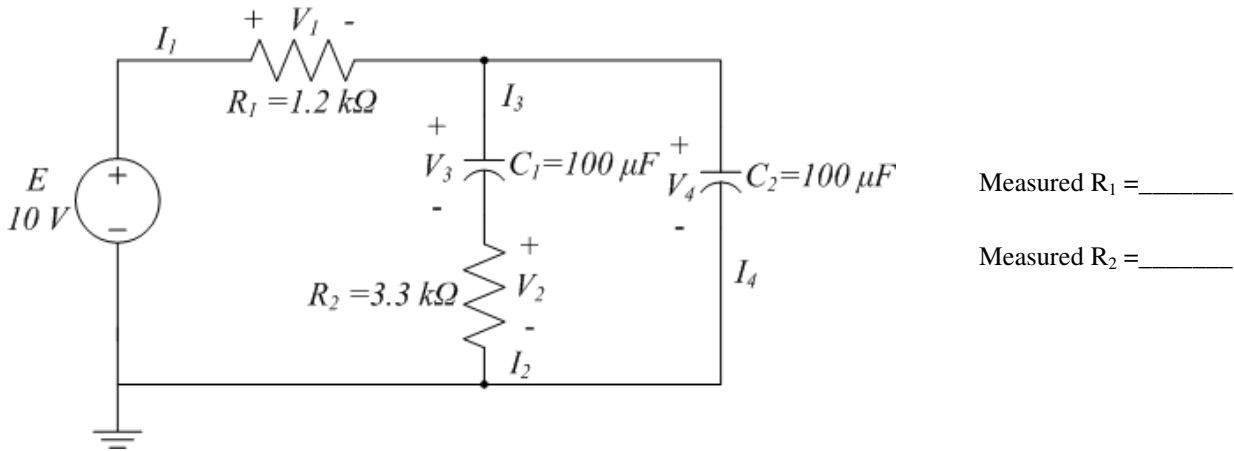 + V₁ -
I₁
R₁ =1.2 kΩ
I₃
+
V₃
-
C₁=100 μF
+
V₄
-
C₂=100 μF
E
10 V
+
−
R₂ =3.3 kΩ
+
V₂
-
I₄
I₂
Measured R₁ =_______
Measured R₂ =_______